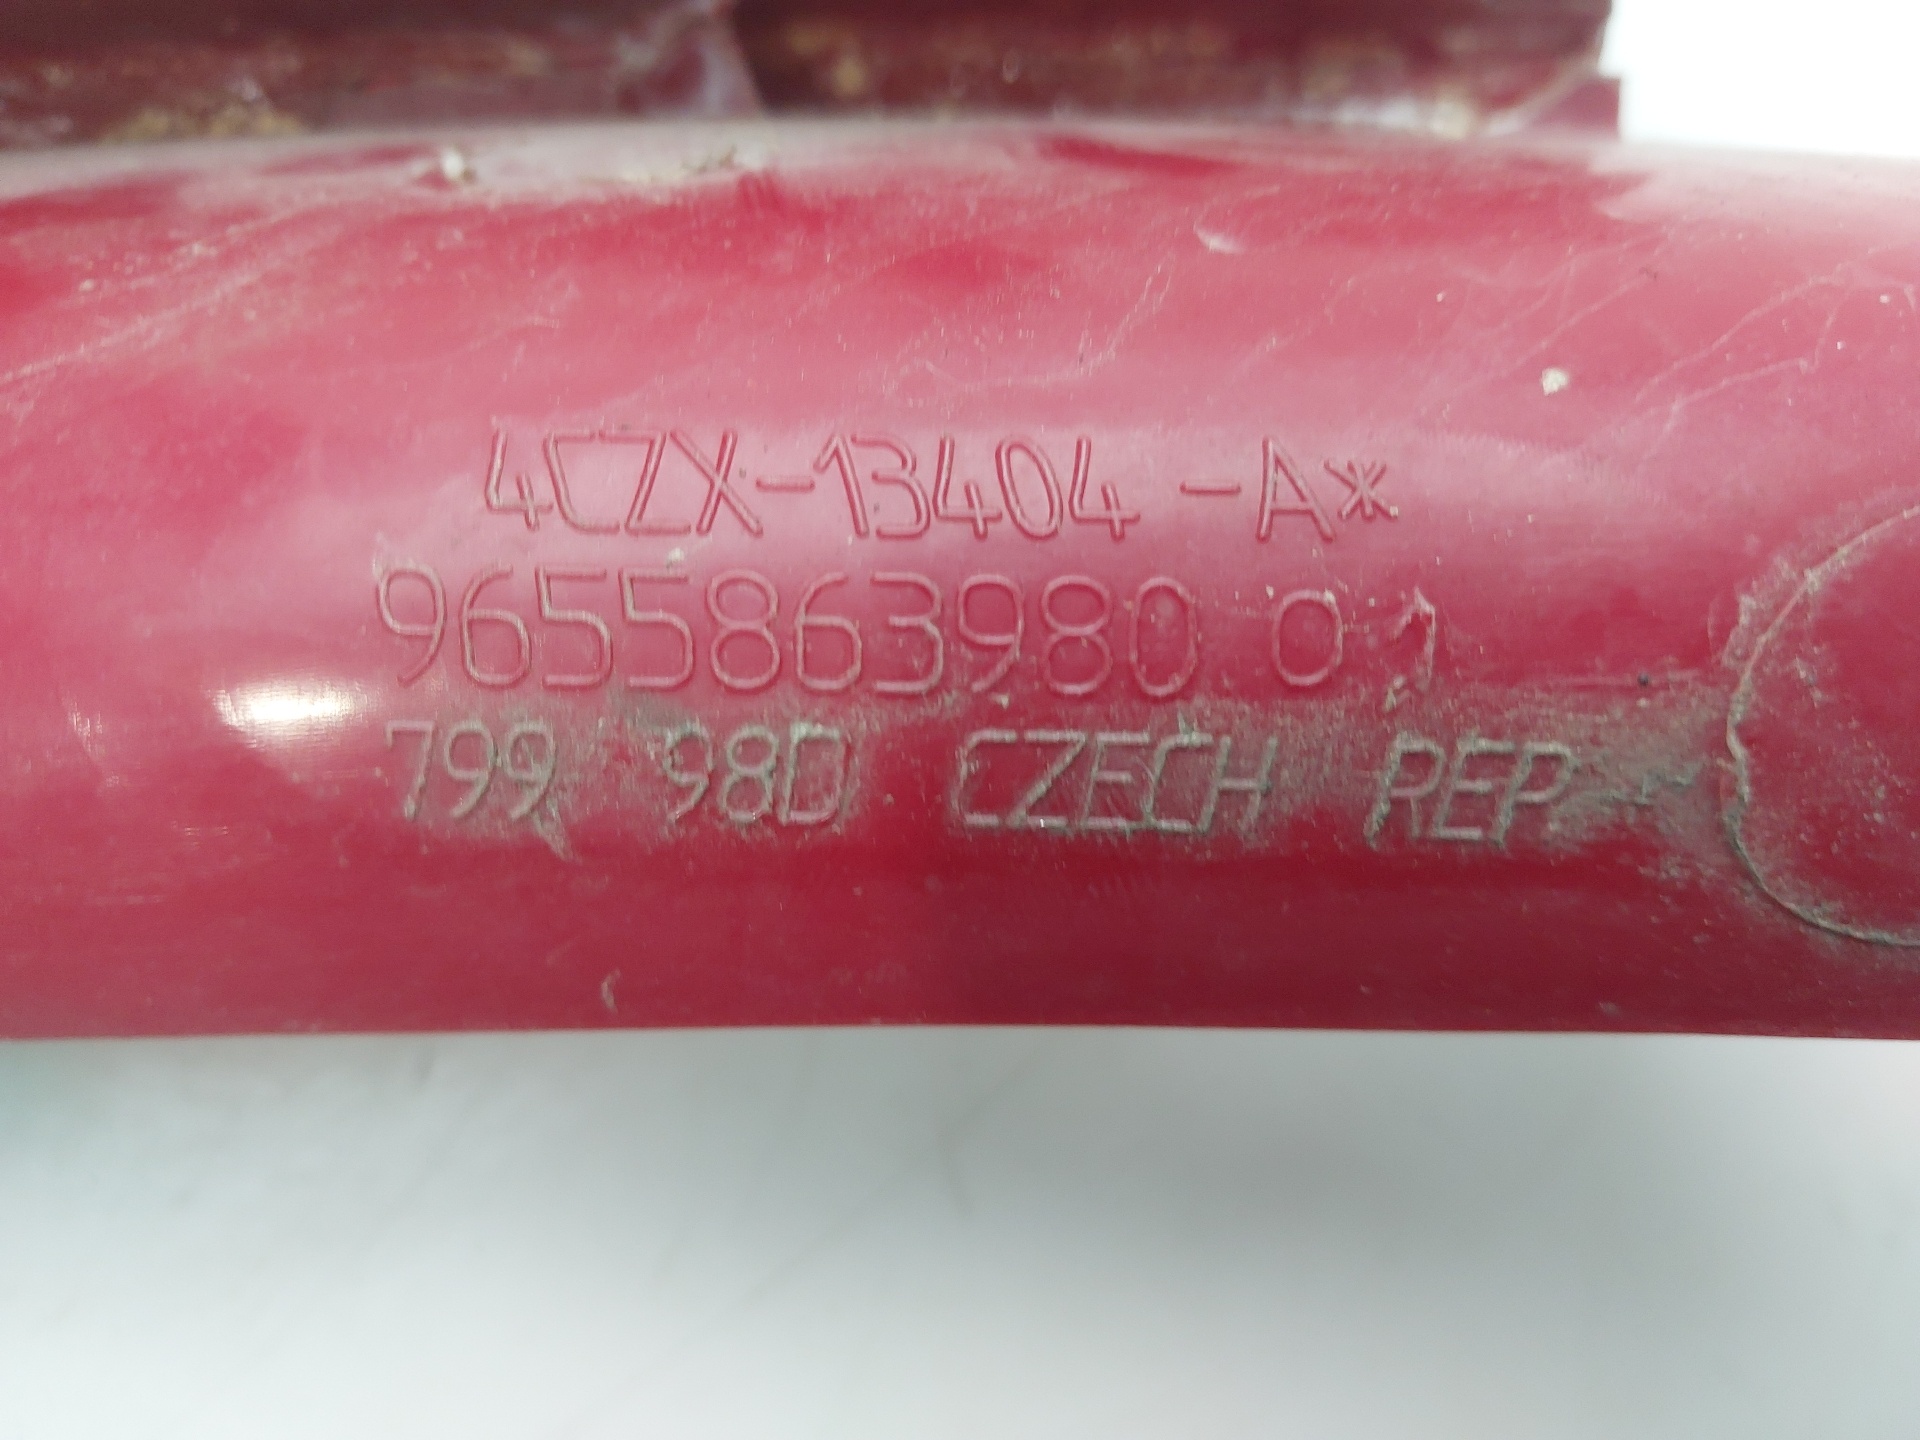 4CZX-13404-A*
9655863980 01
799 98D CZECH REP